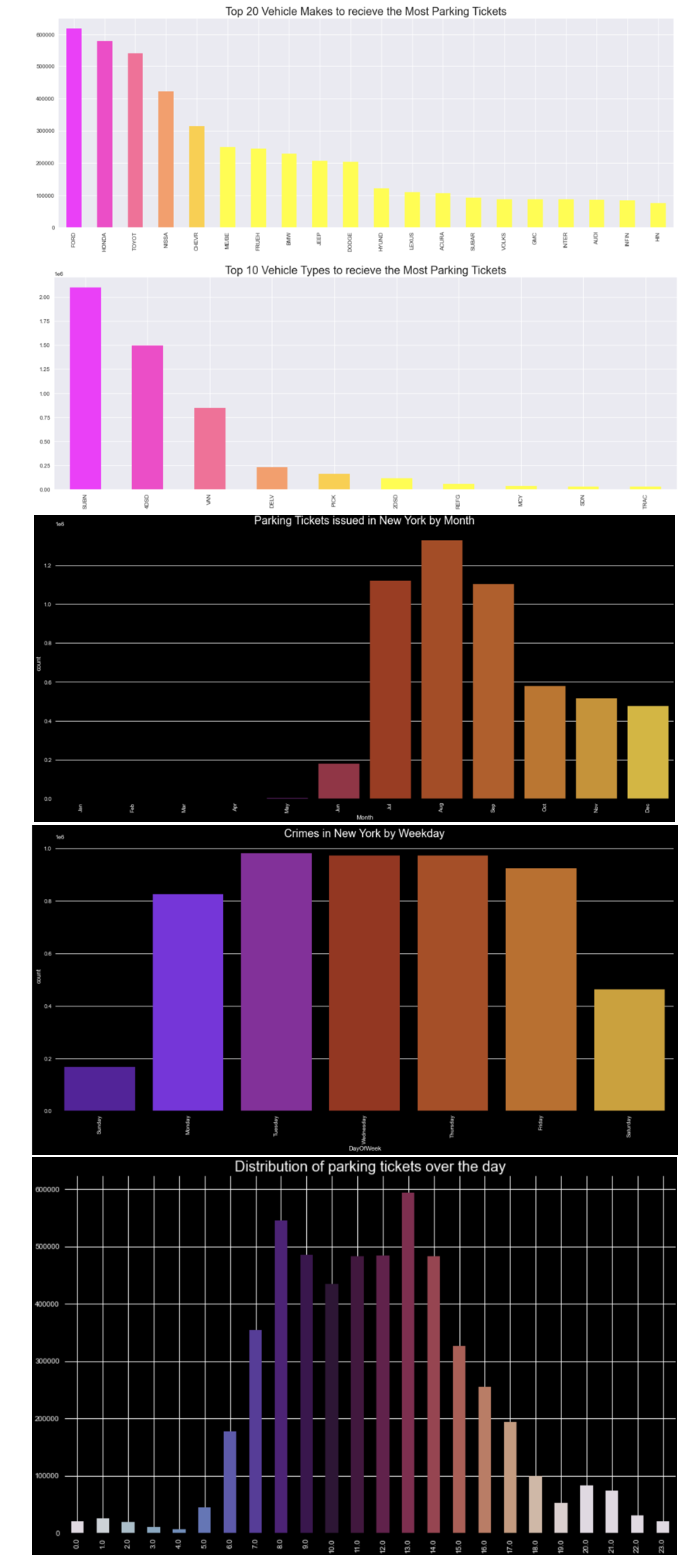 Top 20 Vehicle Makes to recieve the Most Parking Tickets
600000
500000
400000
300000
200000
100000
0
FORD
HONDA
TOYOT
NISSA
CHEVR
ME/BE
FRUEH
BMW
JEEP
DODGE
HYUND
LEXUS
ACURA
SUBAR
VOLKS
GMC
INTER
AUDI
INFIN
HIN
Top 10 Vehicle Types to recieve the Most Parking Tickets
1e6
2.00
1.75
1.50
1.25
1.00
0.75
0.50
0.25
0.00
SUBN
4DSD
VAN
DELV
PICK
2DSD
REFG
MCY
SDN
TRAC
Parking Tickets issued in New York by Month
1e6
1.2
1.0
0.8
0.6
0.4
0.2
0.0
count
Jan
Feb
Mar
Apr
May
Jun
Jul
Aug
Sep
Oct
Nov
Dec
Month
Crimes in New York by Weekday
1e6
1.0
0.8
0.6
0.4
0.2
0.0
count
Sunday
Monday
Tuesday
Wednesday
Thursday
Friday
Saturday
DayOfWeek
Distribution of parking tickets over the day
600000
500000
400000
300000
200000
100000
0
0.0
1.0
2.0
3.0
4.0
5.0
6.0
7.0
8.0
9.0
10.0
11.0
12.0
13.0
14.0
15.0
16.0
17.0
18.0
19.0
20.0
21.0
22.0
23.0